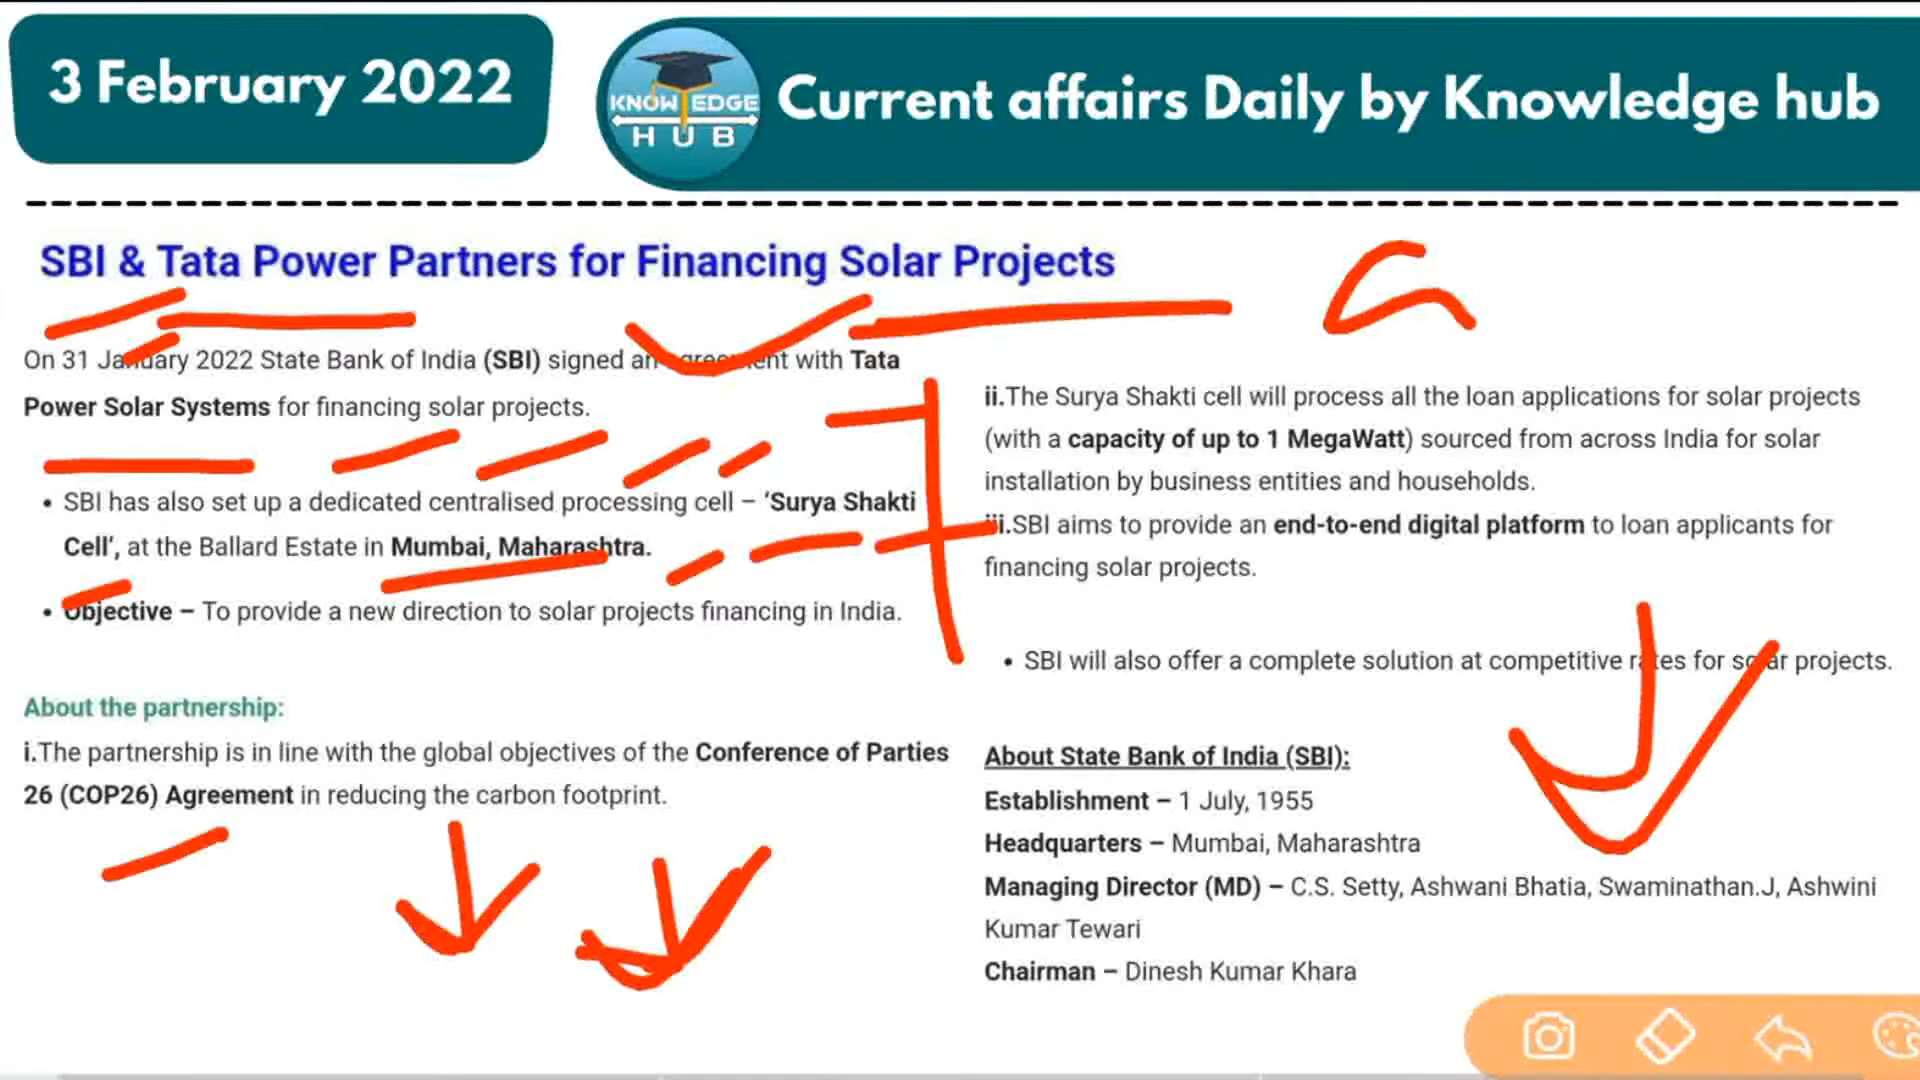 3 February 2022
KNOWLEDGE
HUB
Current affairs Daily by Knowledge hub
SBI & Tata Power Partners for Financing Solar Projects
On 31 January 2022 State Bank of India (SBI) signed an agreement with Tata
Power Solar Systems for financing solar projects.
• SBI has also set up a dedicated centralised processing cell – ‘Surya Shakti
Cell’, at the Ballard Estate in Mumbai, Maharashtra.
• Objective – To provide a new direction to solar projects financing in India.
About the partnership:
i.The partnership is in line with the global objectives of the Conference of Parties
26 (COP26) Agreement in reducing the carbon footprint.
ii.The Surya Shakti cell will process all the loan applications for solar projects
(with a capacity of up to 1 MegaWatt) sourced from across India for solar
installation by business entities and households.
iii.SBI aims to provide an end-to-end digital platform to loan applicants for
financing solar projects.
• SBI will also offer a complete solution at competitive rates for solar projects.
About State Bank of India (SBI):
Establishment – 1 July, 1955
Headquarters – Mumbai, Maharashtra
Managing Director (MD) – C.S. Setty, Ashwani Bhatia, Swaminathan.J, Ashwini
Kumar Tewari
Chairman – Dinesh Kumar Khara